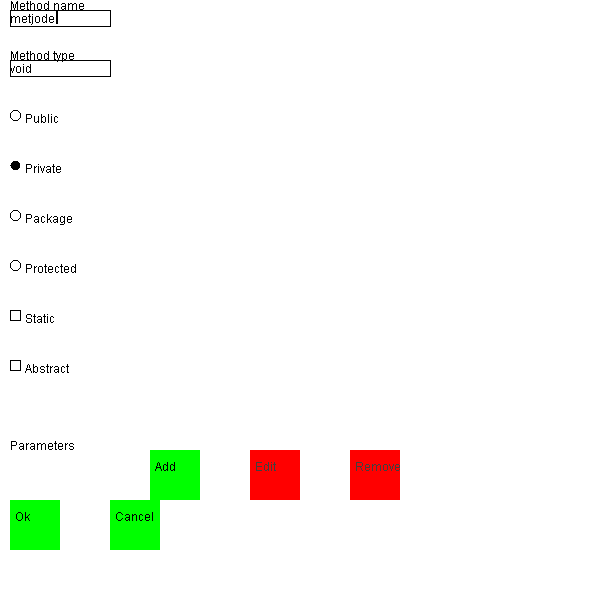 Method name
metjode
Method type
void
Public
Private
Package
Protected
Static
Abstract
Parameters
Add Edit Remove
Ok Cancel